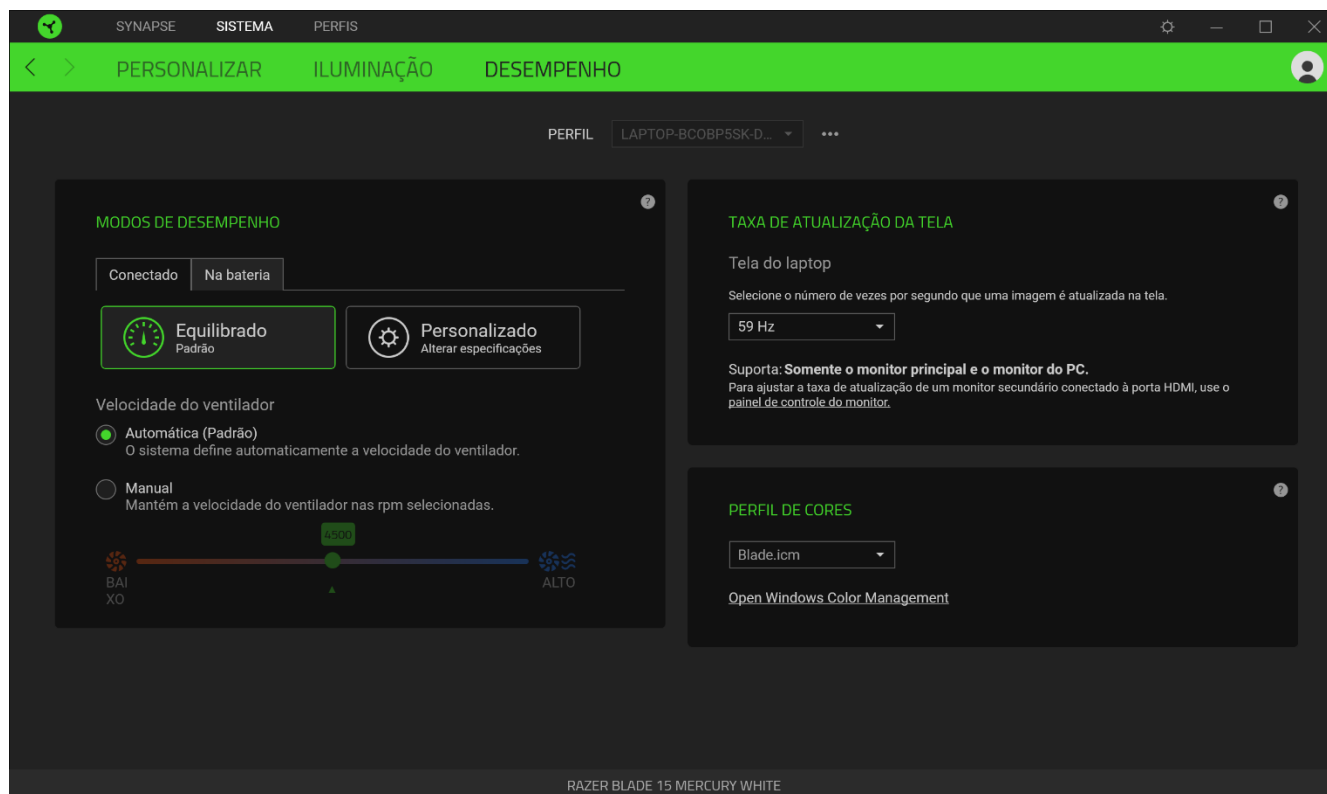 SYNAPSE SISTEMA PERFIS
PERSONALIZAR ILUMINAÇÃO DESEMPENHO
PERFIL LAPTOP-BCOBP5SK-D... •••
MODOS DE DESEMPENHO
Conectado Na bateria
Equilibrado
Padrão
Personalizado
Alterar especificações
Velocidade do ventilador
Automática (Padrão)
O sistema define automaticamente a velocidade do ventilador.
Manual
Mantém a velocidade do ventilador nas rpm selecionadas.
4500
BAI
XO
ALTO
TAXA DE ATUALIZAÇÃO DA TELA
Tela do laptop
Selecione o número de vezes por segundo que uma imagem é atualizada na tela.
59 Hz
Suporta: Somente o monitor principal e o monitor do PC.
Para ajustar a taxa de atualização de um monitor secundário conectado à porta HDMI, use o
painel de controle do monitor.
PERFIL DE CORES
Blade.icm
Open Windows Color Management
RAZER BLADE 15 MERCURY WHITE